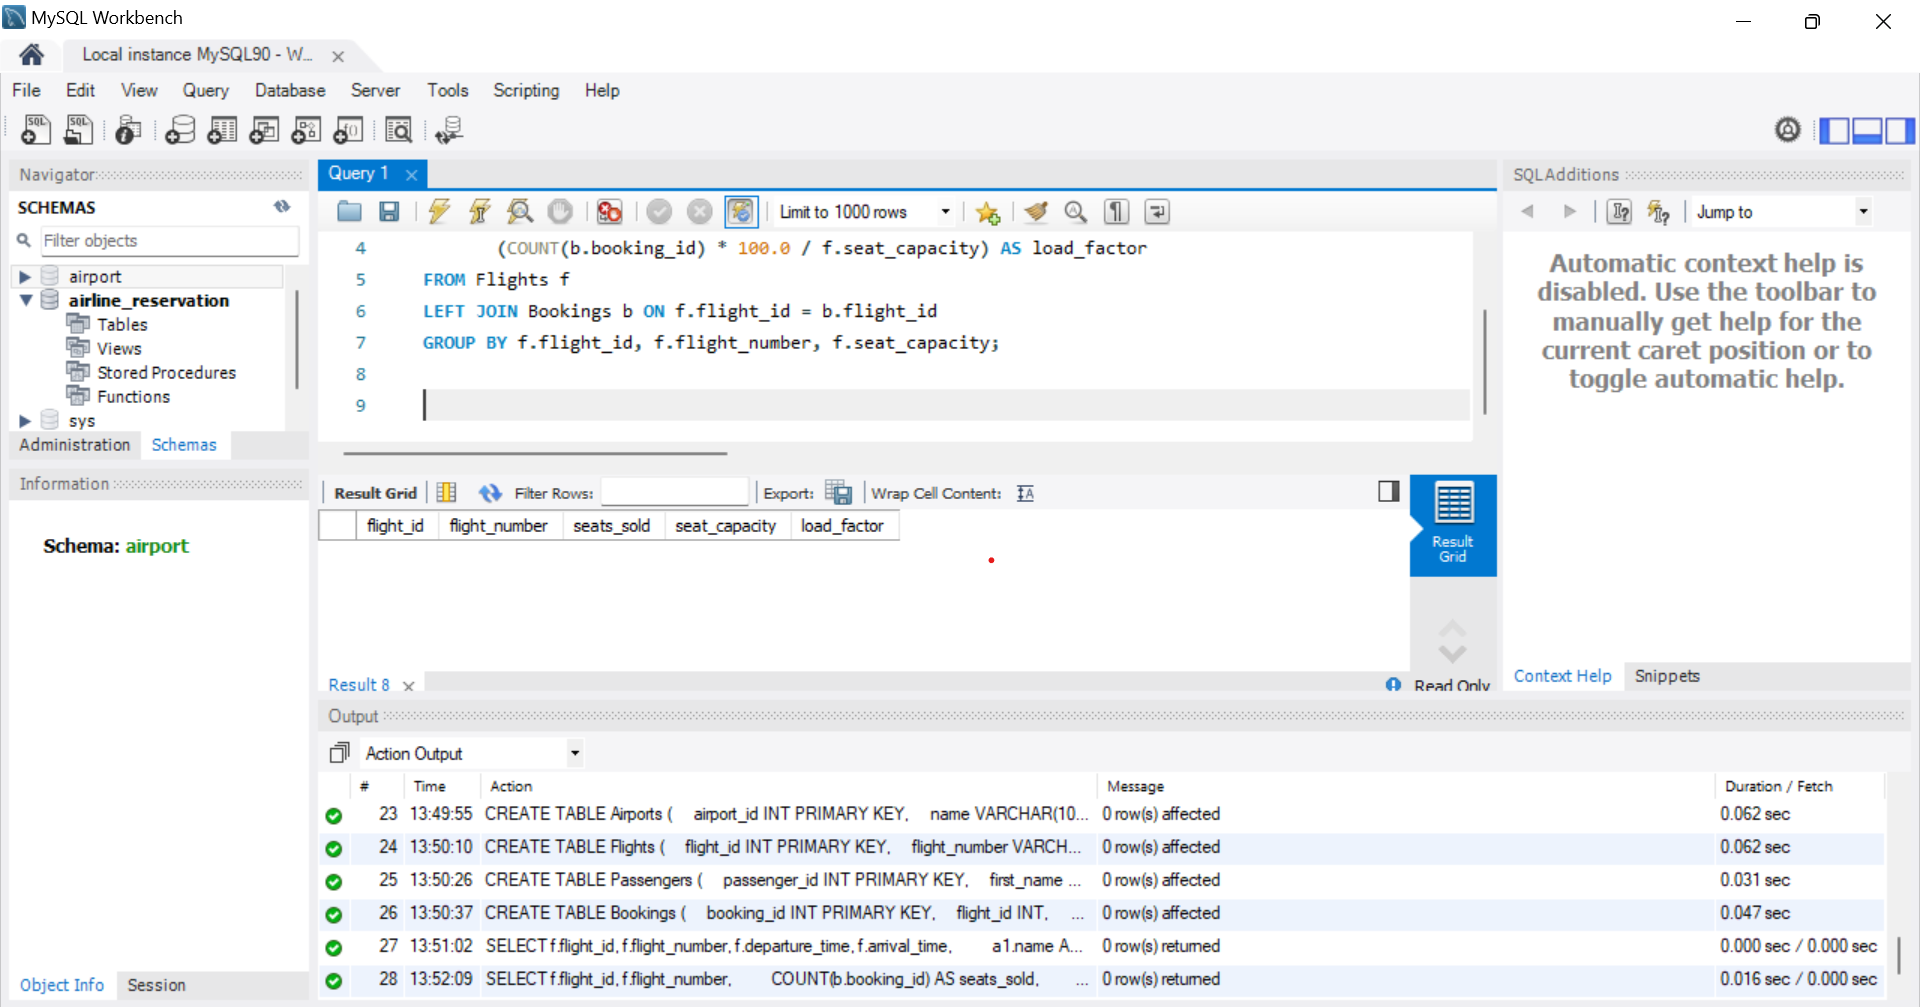 MySQL Workbench
Local instance MySQL90 - W...
File Edit View Query Database Server Tools Scripting Help
Navigator
SCHEMAS
Filter objects
airport
airline_reservation
Tables
Views
Stored Procedures
Functions
sys
Administration Schemas
Information
Schema: airport
Object Info Session
Query 1
Limit to 1000 rows
4 (COUNT(b.booking_id) * 100.0 / f.seat_capacity) AS load_factor
5 FROM Flights f
6 LEFT JOIN Bookings b ON f.flight_id = b.flight_id
7 GROUP BY f.flight_id, f.flight_number, f.seat_capacity;
8
9
Result Grid Filter Rows: Export: Wrap Cell Content:
flight_id flight_number seats_sold seat_capacity load_factor
Result
Grid
Result 8
Read Only
SQLAdditions
Jump to
Automatic context help is
disabled. Use the toolbar to
manually get help for the
current caret position or to
toggle automatic help.
Context Help Snippets
Output
Action Output
# Time Action Message Duration / Fetch
23 13:49:55 CREATE TABLE Airports ( airport_id INT PRIMARY KEY, name VARCHAR(10... 0 row(s) affected 0.062 sec
24 13:50:10 CREATE TABLE Flights ( flight_id INT PRIMARY KEY, flight_number VARCH... 0 row(s) affected 0.062 sec
25 13:50:26 CREATE TABLE Passengers ( passenger_id INT PRIMARY KEY, first_name ... 0 row(s) affected 0.031 sec
26 13:50:37 CREATE TABLE Bookings ( booking_id INT PRIMARY KEY, flight_id INT, ... 0 row(s) affected 0.047 sec
27 13:51:02 SELECT f.flight_id, f.flight_number, f.departure_time, f.arrival_time, a1.name A... 0 row(s) returned 0.000 sec / 0.000 sec
28 13:52:09 SELECT f.flight_id, f.flight_number, COUNT(b.booking_id) AS seats_sold, ... 0 row(s) returned 0.016 sec / 0.000 sec